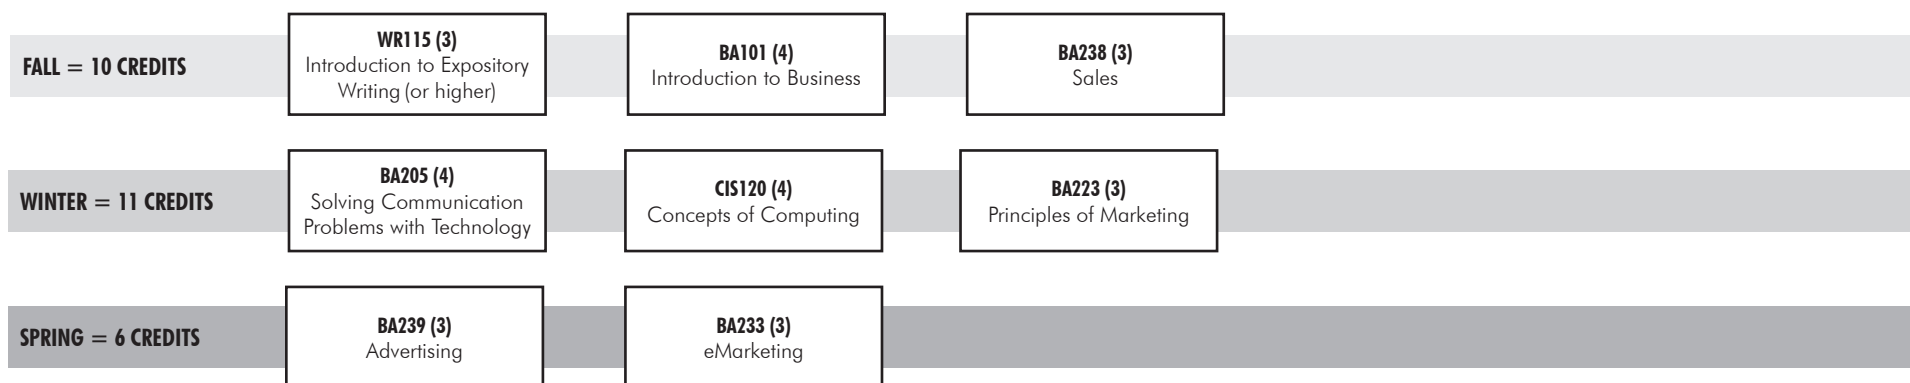 FALL = 10 CREDITS
WR115 (3)
Introduction to Expository
Writing (or higher)
BA101 (4)
Introduction to Business
BA238 (3)
Sales
WINTER = 11 CREDITS
BA205 (4)
Solving Communication
Problems with Technology
CIS120 (4)
Concepts of Computing
BA223 (3)
Principles of Marketing
SPRING = 6 CREDITS
BA239 (3)
Advertising
BA233 (3)
eMarketing